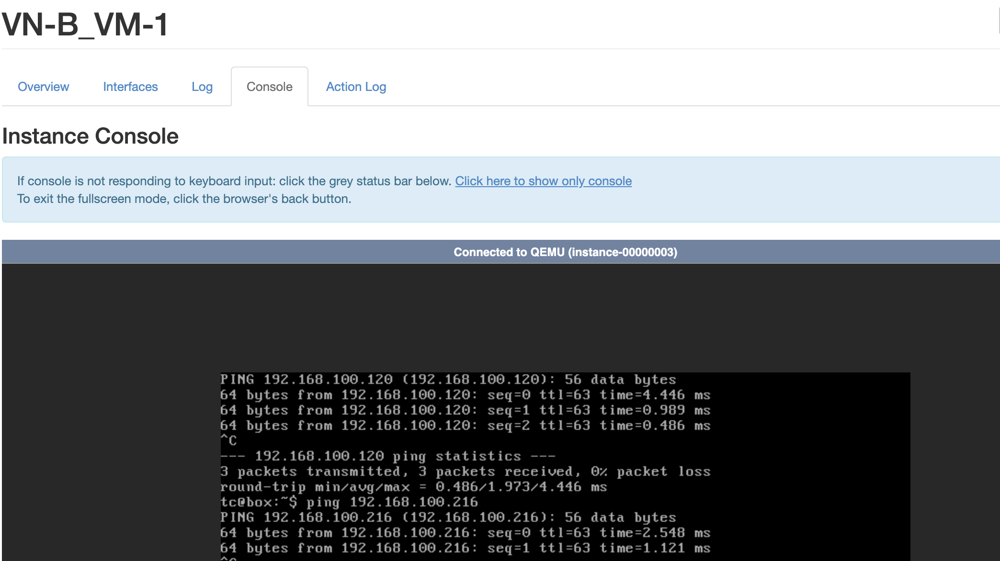 VN-B_VM-1
Overview Interfaces Log Console Action Log
Instance Console
If console is not responding to keyboard input: click the grey status bar below. Click here to show only console
To exit the fullscreen mode, click the browser's back button.
Connected to QEMU (instance-00000003)
PING 192.168.100.120 (192.168.100.120): 56 data bytes
64 bytes from 192.168.100.120: seq=0 ttl=63 time=4.446 ms
64 bytes from 192.168.100.120: seq=1 ttl=63 time=0.989 ms
64 bytes from 192.168.100.120: seq=2 ttl=63 time=0.486 ms
^C
--- 192.168.100.120 ping statistics ---
3 packets transmitted, 3 packets received, 0% packet loss
round-trip min/avg/max = 0.486/1.973/4.446 ms
tc@box:~$ ping 192.168.100.216
PING 192.168.100.216 (192.168.100.216): 56 data bytes
64 bytes from 192.168.100.216: seq=0 ttl=63 time=2.548 ms
64 bytes from 192.168.100.216: seq=1 ttl=63 time=1.121 ms